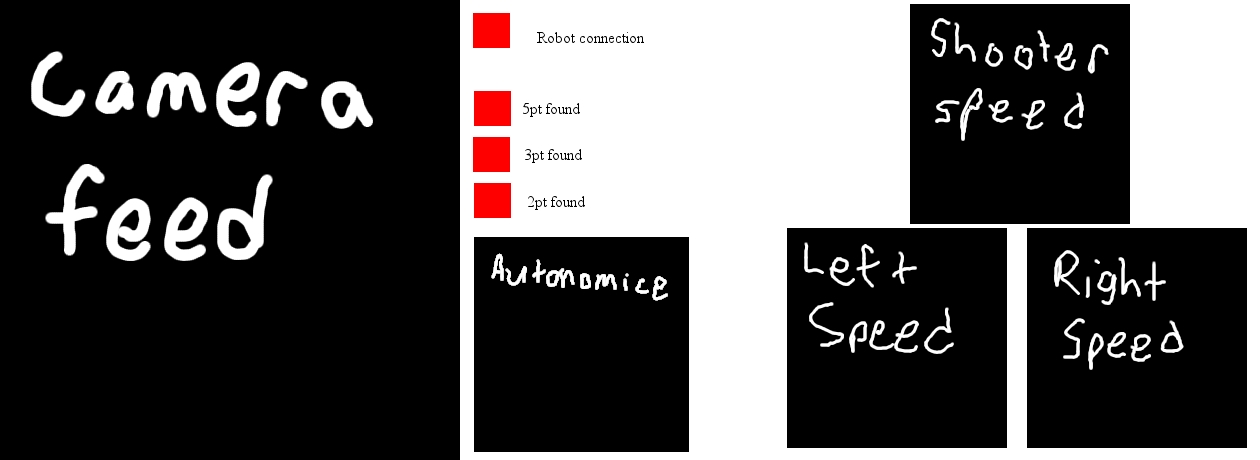 Camera
feed
Robot connection
5pt found
3pt found
2pt found
Autonomice
Shooter
speed
Left
Speed
Right
Speed